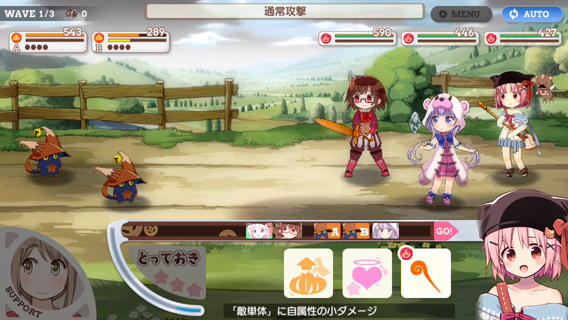 WAVE 1/3
0
通常攻撃
MENU
AUTO
543
289
A
B
590
446
427
A
B
GO!
SUPPORT
とっておき
「敵単体」に自属性の小ダメージ